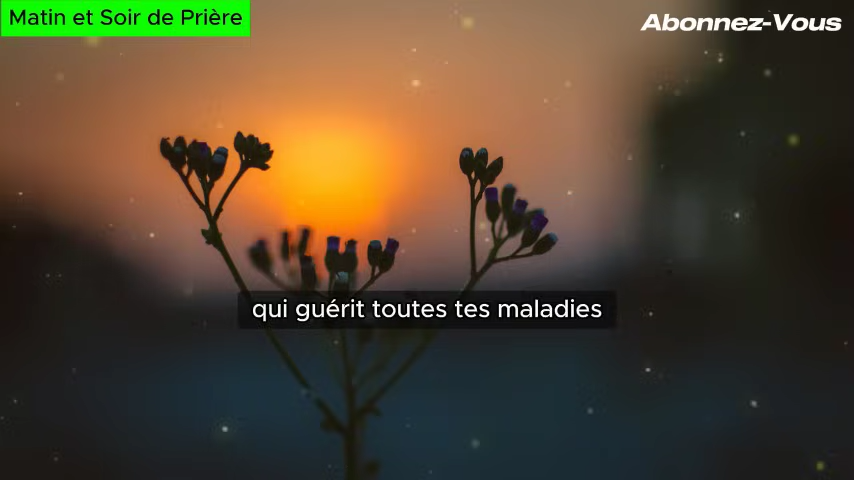 Matin et Soir de Prière
Abonnez-Vous
qui guérit toutes tes maladies